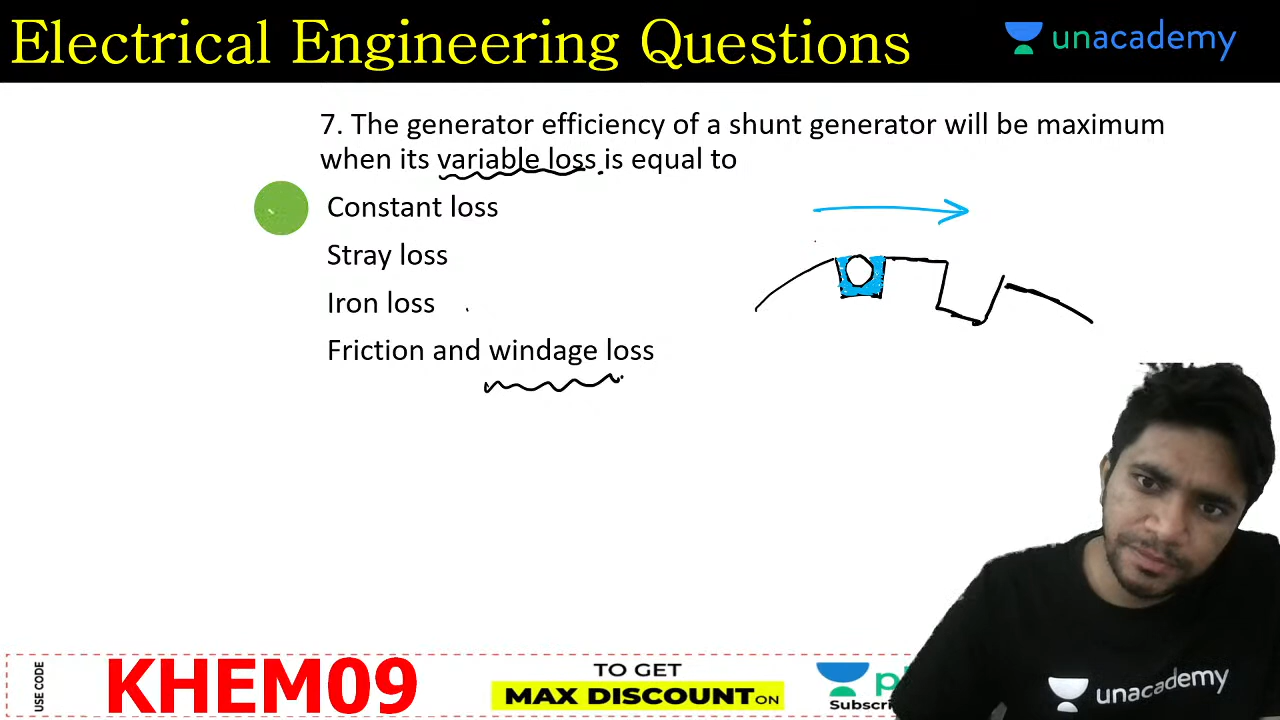 Electrical Engineering Questions
unacademy
7. The generator efficiency of a shunt generator will be maximum
when its variable loss is equal to
Constant loss
Stray loss
Iron loss
Friction and windage loss
USE CODE
KHEM09
TO GET
MAX DISCOUNT ON
unacademy